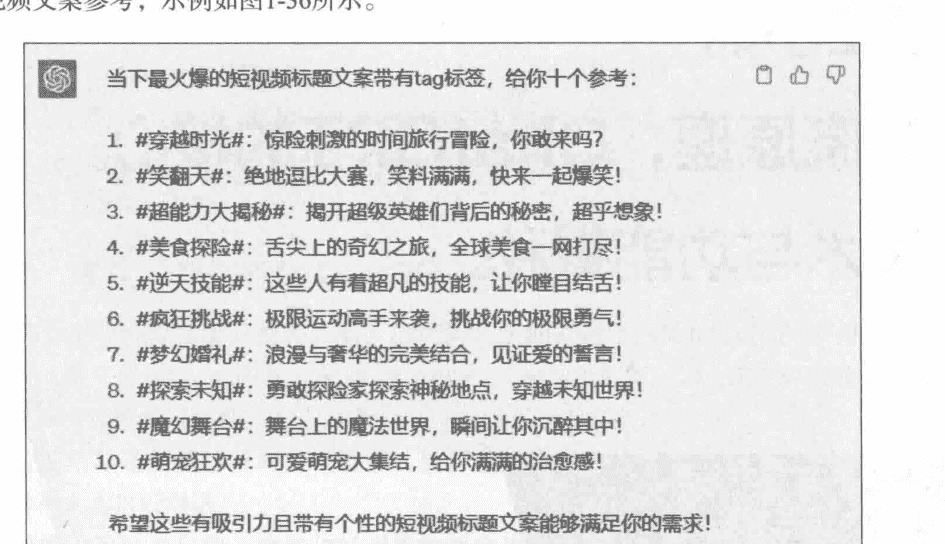 视频文案参考，示例如图1-36所示。
当下最火爆的短视频标题文案带有tag标签，给你十个参考：
1. #穿越时光#：惊险刺激的时间旅行冒险，你敢来吗？
2. #笑翻天#：绝地逗比大赛，笑料满满，快来一起爆笑！
3. #超能力大揭秘#：揭开超级英雄们背后的秘密，超乎想象！
4. #美食探险#：舌尖上的奇幻之旅，全球美食一网打尽！
5. #逆天技能#：这些人有着超凡的技能，让你瞠目结舌！
6. #疯狂挑战#：极限运动高手来袭，挑战你的极限勇气！
7. #梦幻婚礼#：浪漫与奢华的完美结合，见证爱的誓言！
8. #探索未知#：勇敢探险家探索神秘地点，穿越未知世界！
9. #魔幻舞台#：舞台上的魔法世界，瞬间让你沉醉其中！
10. #萌宠狂欢#：可爱萌宠大集结，给你满满的治愈感！
希望这些有吸引力且带有个性的短视频标题文案能够满足你的需求！